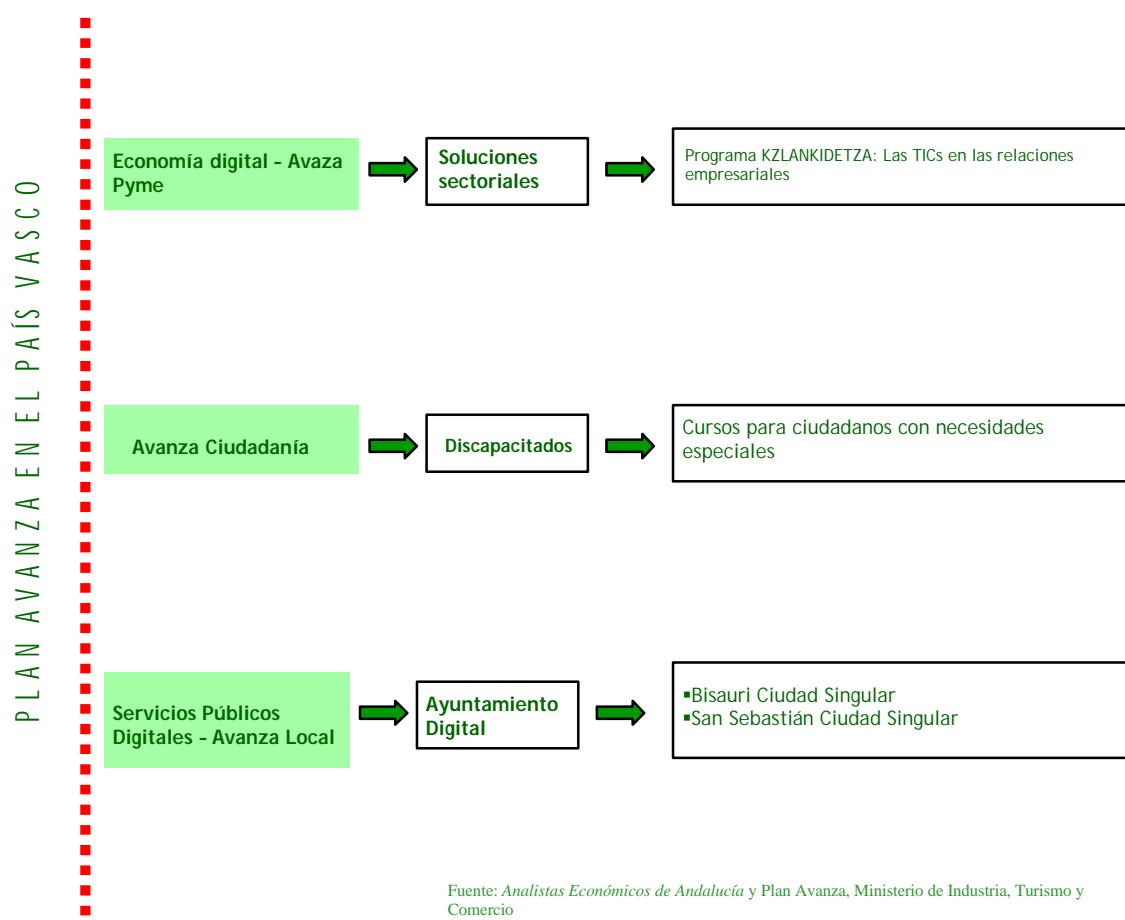 PLAN AVANZA EN EL PAÍS VASCO
Economía digital - Avaza
Pyme
Soluciones
sectoriales
Programa KZLANKIDETZA: Las TICs en las relaciones
empresariales
Avanza Ciudadanía
Discapacitados
Cursos para ciudadanos con necesidades
especiales
Servicios Públicos
Digitales - Avanza Local
Ayuntamiento
Digital
▪Bisauri Ciudad Singular
▪San Sebastián Ciudad Singular
Fuente: Analistas Económicos de Andalucía y Plan Avanza, Ministerio de Industria, Turismo y
Comercio